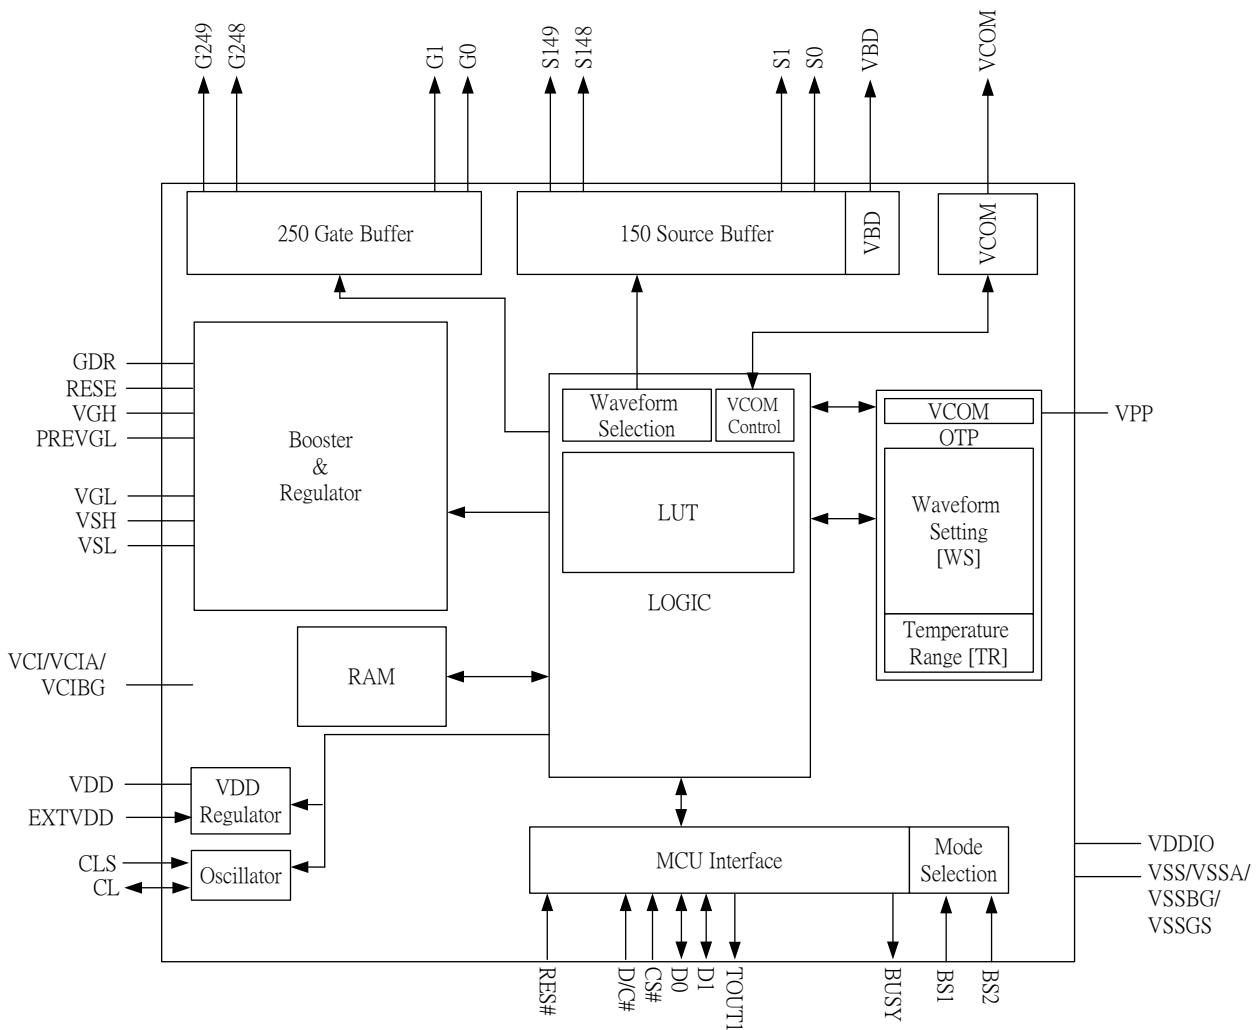 G249
G248
G1
G0
S149
S148
S1
S0
VBD
VCOM
250 Gate Buffer
150 Source Buffer
VBD
VCOM
GDR
RESE
VGH
PREVGL
VGL
VSH
VSL
Booster
&
Regulator
Waveform
Selection
VCOM
Control
LUT
LOGIC
VCOM
OTP
Waveform
Setting
[WS]
Temperature
Range [TR]
VPP
VCI/VCIA/
VCIBG
RAM
VDD
EXTVDD
VDD
Regulator
CLS
CL
Oscillator
MCU Interface
Mode
Selection
VDDIO
VSS/VSSA/
VSSBG/
VSSGS
RES#
D/C#
CS#
D0
D1
TOUT1
BUSY
BS1
BS2